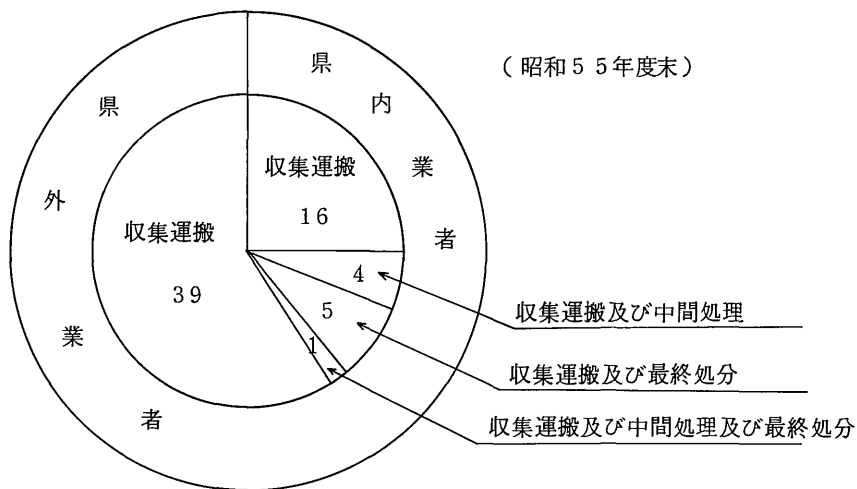 (昭和55年度末)
県内業者
収集運搬
16
4
収集運搬及び中間処理
5
収集運搬及び最終処分
1
収集運搬及び中間処理及び最終処分
県外業者
収集運搬
39